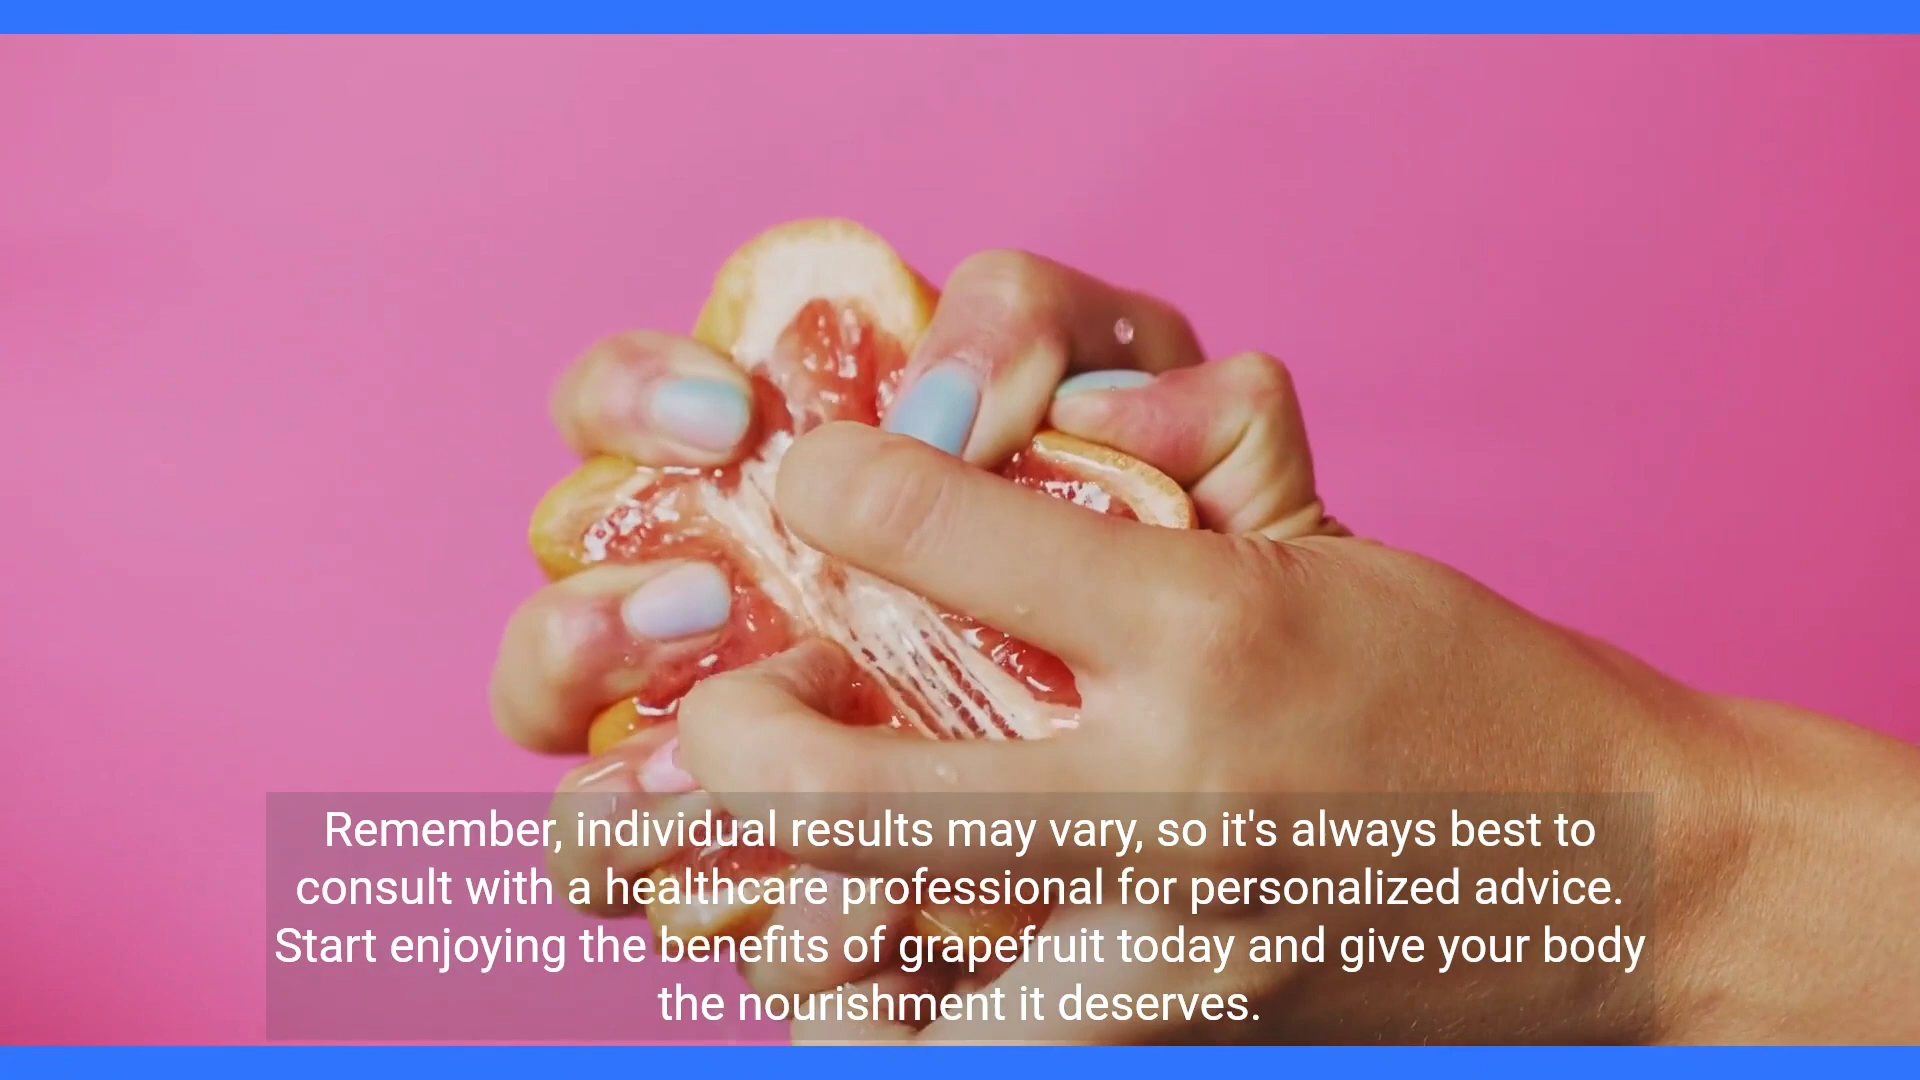 Remember, individual results may vary, so it's always best to
consult with a healthcare professional for personalized advice.
Start enjoying the benefits of grapefruit today and give your body
the nourishment it deserves.